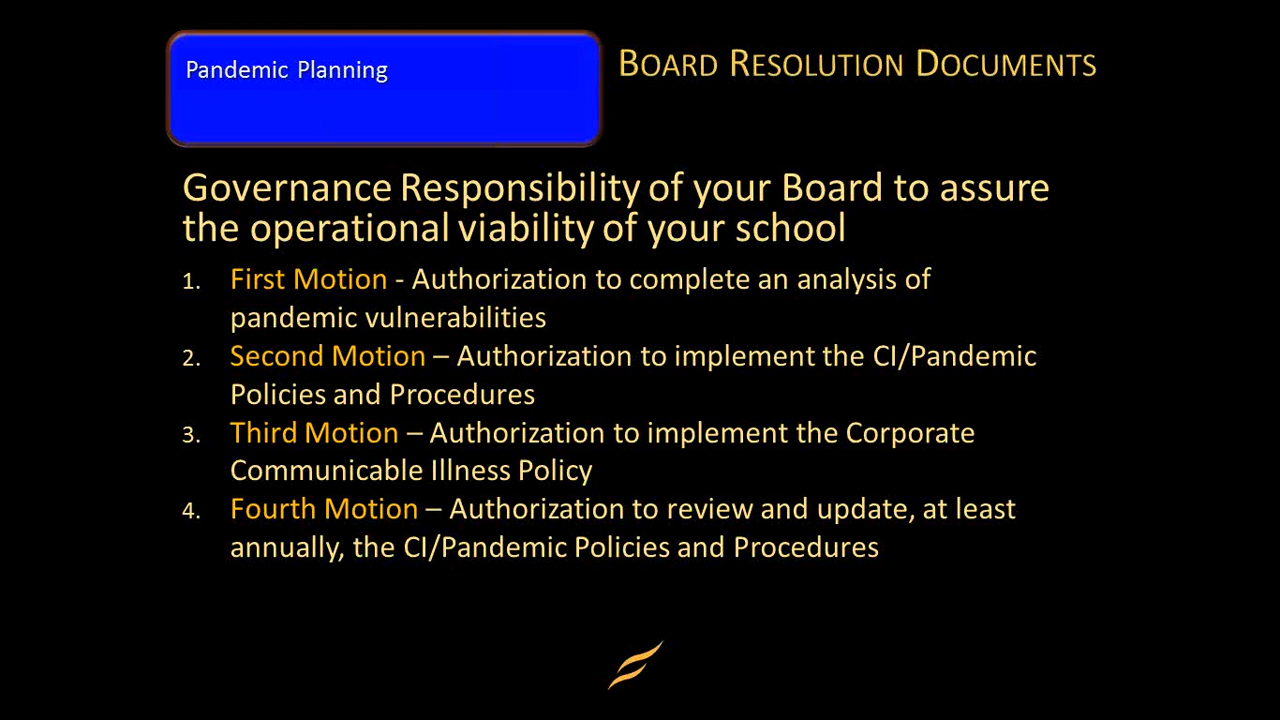 Pandemic Planning
BOARD RESOLUTION DOCUMENTS
Governance Responsibility of your Board to assure
the operational viability of your school
1. First Motion - Authorization to complete an analysis of
pandemic vulnerabilities
2. Second Motion – Authorization to implement the CI/Pandemic
Policies and Procedures
3. Third Motion – Authorization to implement the Corporate
Communicable Illness Policy
4. Fourth Motion – Authorization to review and update, at least
annually, the CI/Pandemic Policies and Procedures